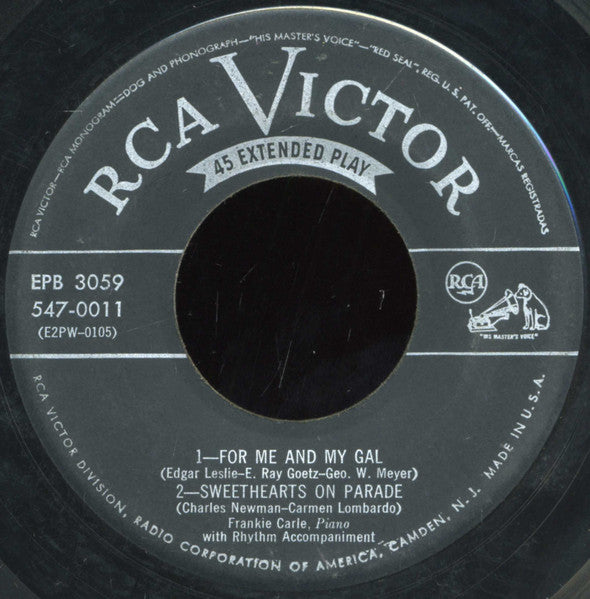 RCA VICTOR—RCA MONOGRAM—DOG AND PHONOGRAPH—"HIS MASTER'S VOICE"—"RED SEAL", REG. U. S. PAT. OFF.—MARCAS REGISTRADAS
RCA VICTOR
45 EXTENDED PLAY
EPB 3059
547-0011
(E2PW-0105)
RCA
"HIS MASTER'S VOICE"
1—FOR ME AND MY GAL
(Edgar Leslie-E. Ray Goetz-Geo. W. Meyer)
2—SWEETHEARTS ON PARADE
(Charles Newman-Carmen Lombardo)
Frankie Carle, Piano
with Rhythm Accompaniment
RCA VICTOR DIVISION, RADIO CORPORATION OF AMERICA, CAMDEN, N. J. MADE IN U. S. A.